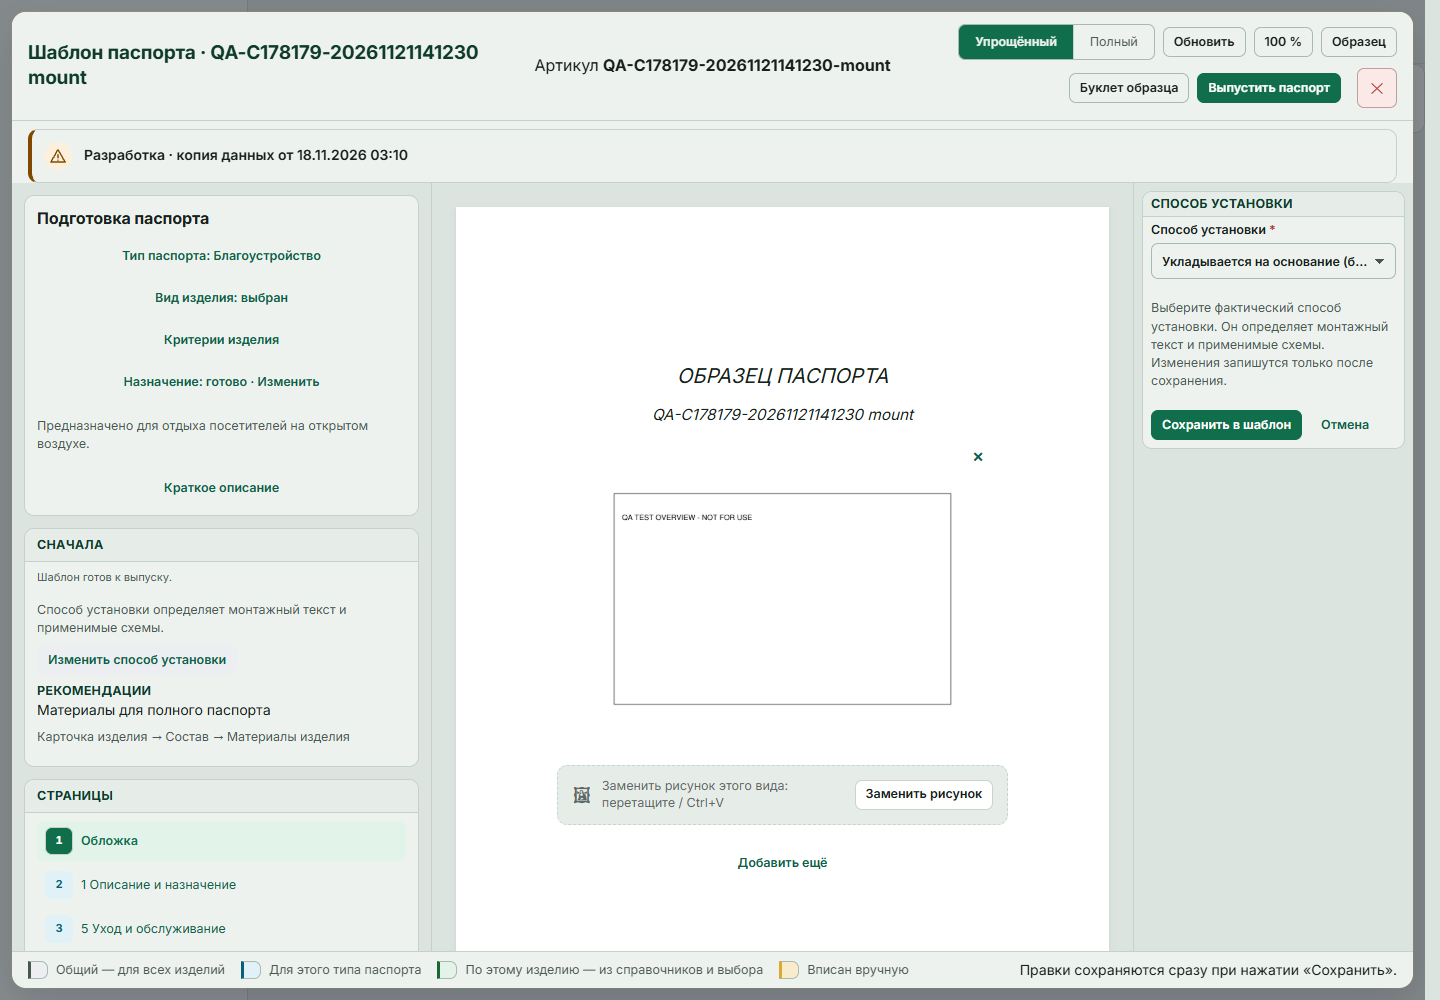 Шаблон паспорта · QA-C178179-20261121141230
mount
Артикул QA-C178179-20261121141230-mount
Упрощённый
Полный
Обновить
100 %
Образец
Буклет образца
Выпустить паспорт
Разработка · копия данных от 18.11.2026 03:10
Подготовка паспорта
Тип паспорта: Благоустройство
Вид изделия: выбран
Критерии изделия
Назначение: готово · Изменить
Предназначено для отдыха посетителей на открытом
воздухе.
Краткое описание
СНАЧАЛА
Шаблон готов к выпуску.
Способ установки определяет монтажный текст и
применимые схемы.
Изменить способ установки
РЕКОМЕНДАЦИИ
Материалы для полного паспорта
Карточка изделия → Состав → Материалы изделия
СТРАНИЦЫ
1 Обложка
2 1 Описание и назначение
3 5 Уход и обслуживание
ОБРАЗЕЦ ПАСПОРТА
QA-C178179-20261121141230 mount
QA TEST OVERVIEW - NOT FOR USE
Заменить рисунок этого вида:
перетащите / Ctrl+V
Заменить рисунок
Добавить ещё
СПОСОБ УСТАНОВКИ
Способ установки *
Укладывается на основание (б...
Выберите фактический способ
установки. Он определяет монтажный
текст и применимые схемы.
Изменения запишутся только после
сохранения.
Сохранить в шаблон
Отмена
Общий — для всех изделий
Для этого типа паспорта
По этому изделию — из справочников и выбора
Вписан вручную
Правки сохраняются сразу при нажатии «Сохранить».